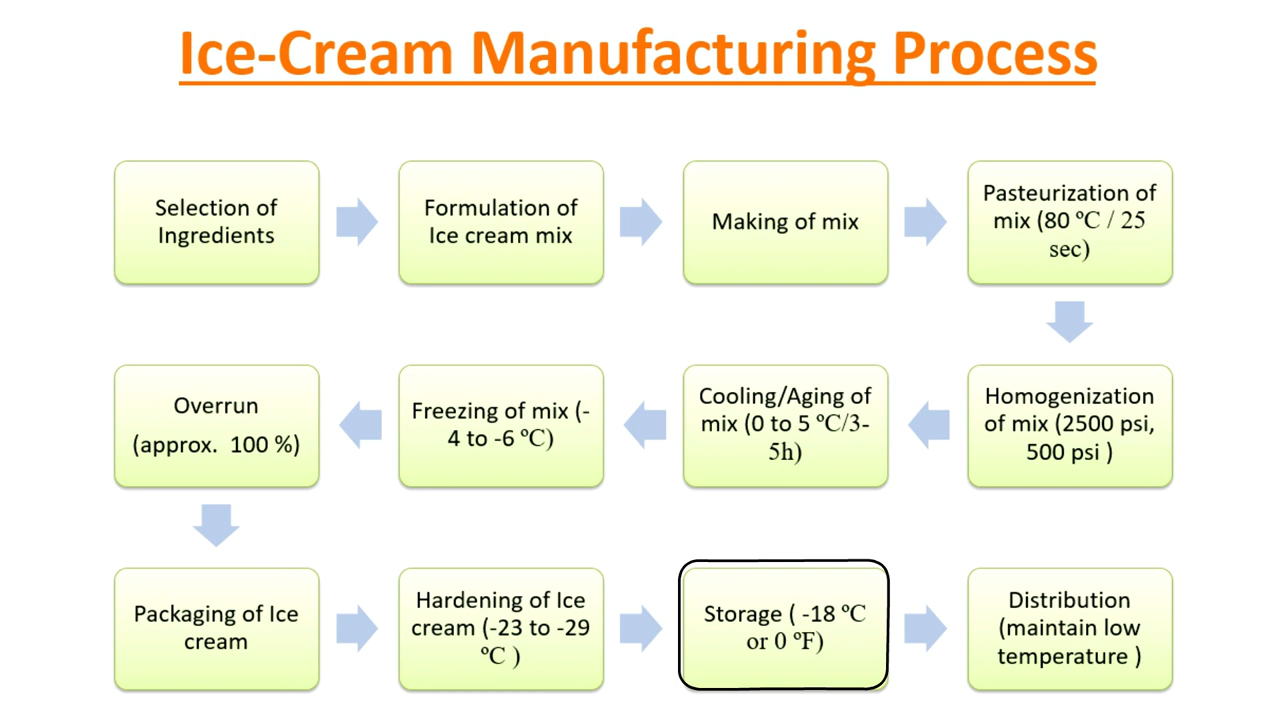 Ice-Cream Manufacturing Process
Selection of
Ingredients
Formulation of
Ice cream mix
Making of mix
Pasteurization of
mix (80 ºC / 25
sec)
Homogenization
of mix (2500 psi,
500 psi )
Cooling/Aging of
mix (0 to 5 ºC/3-
5h)
Freezing of mix (-
4 to -6 ºC)
Overrun
(approx.  100 %)
Packaging of Ice
cream
Hardening of Ice
cream (-23 to -29
ºC )
Storage ( -18 ºC
or 0 ºF)
Distribution
(maintain low
temperature )